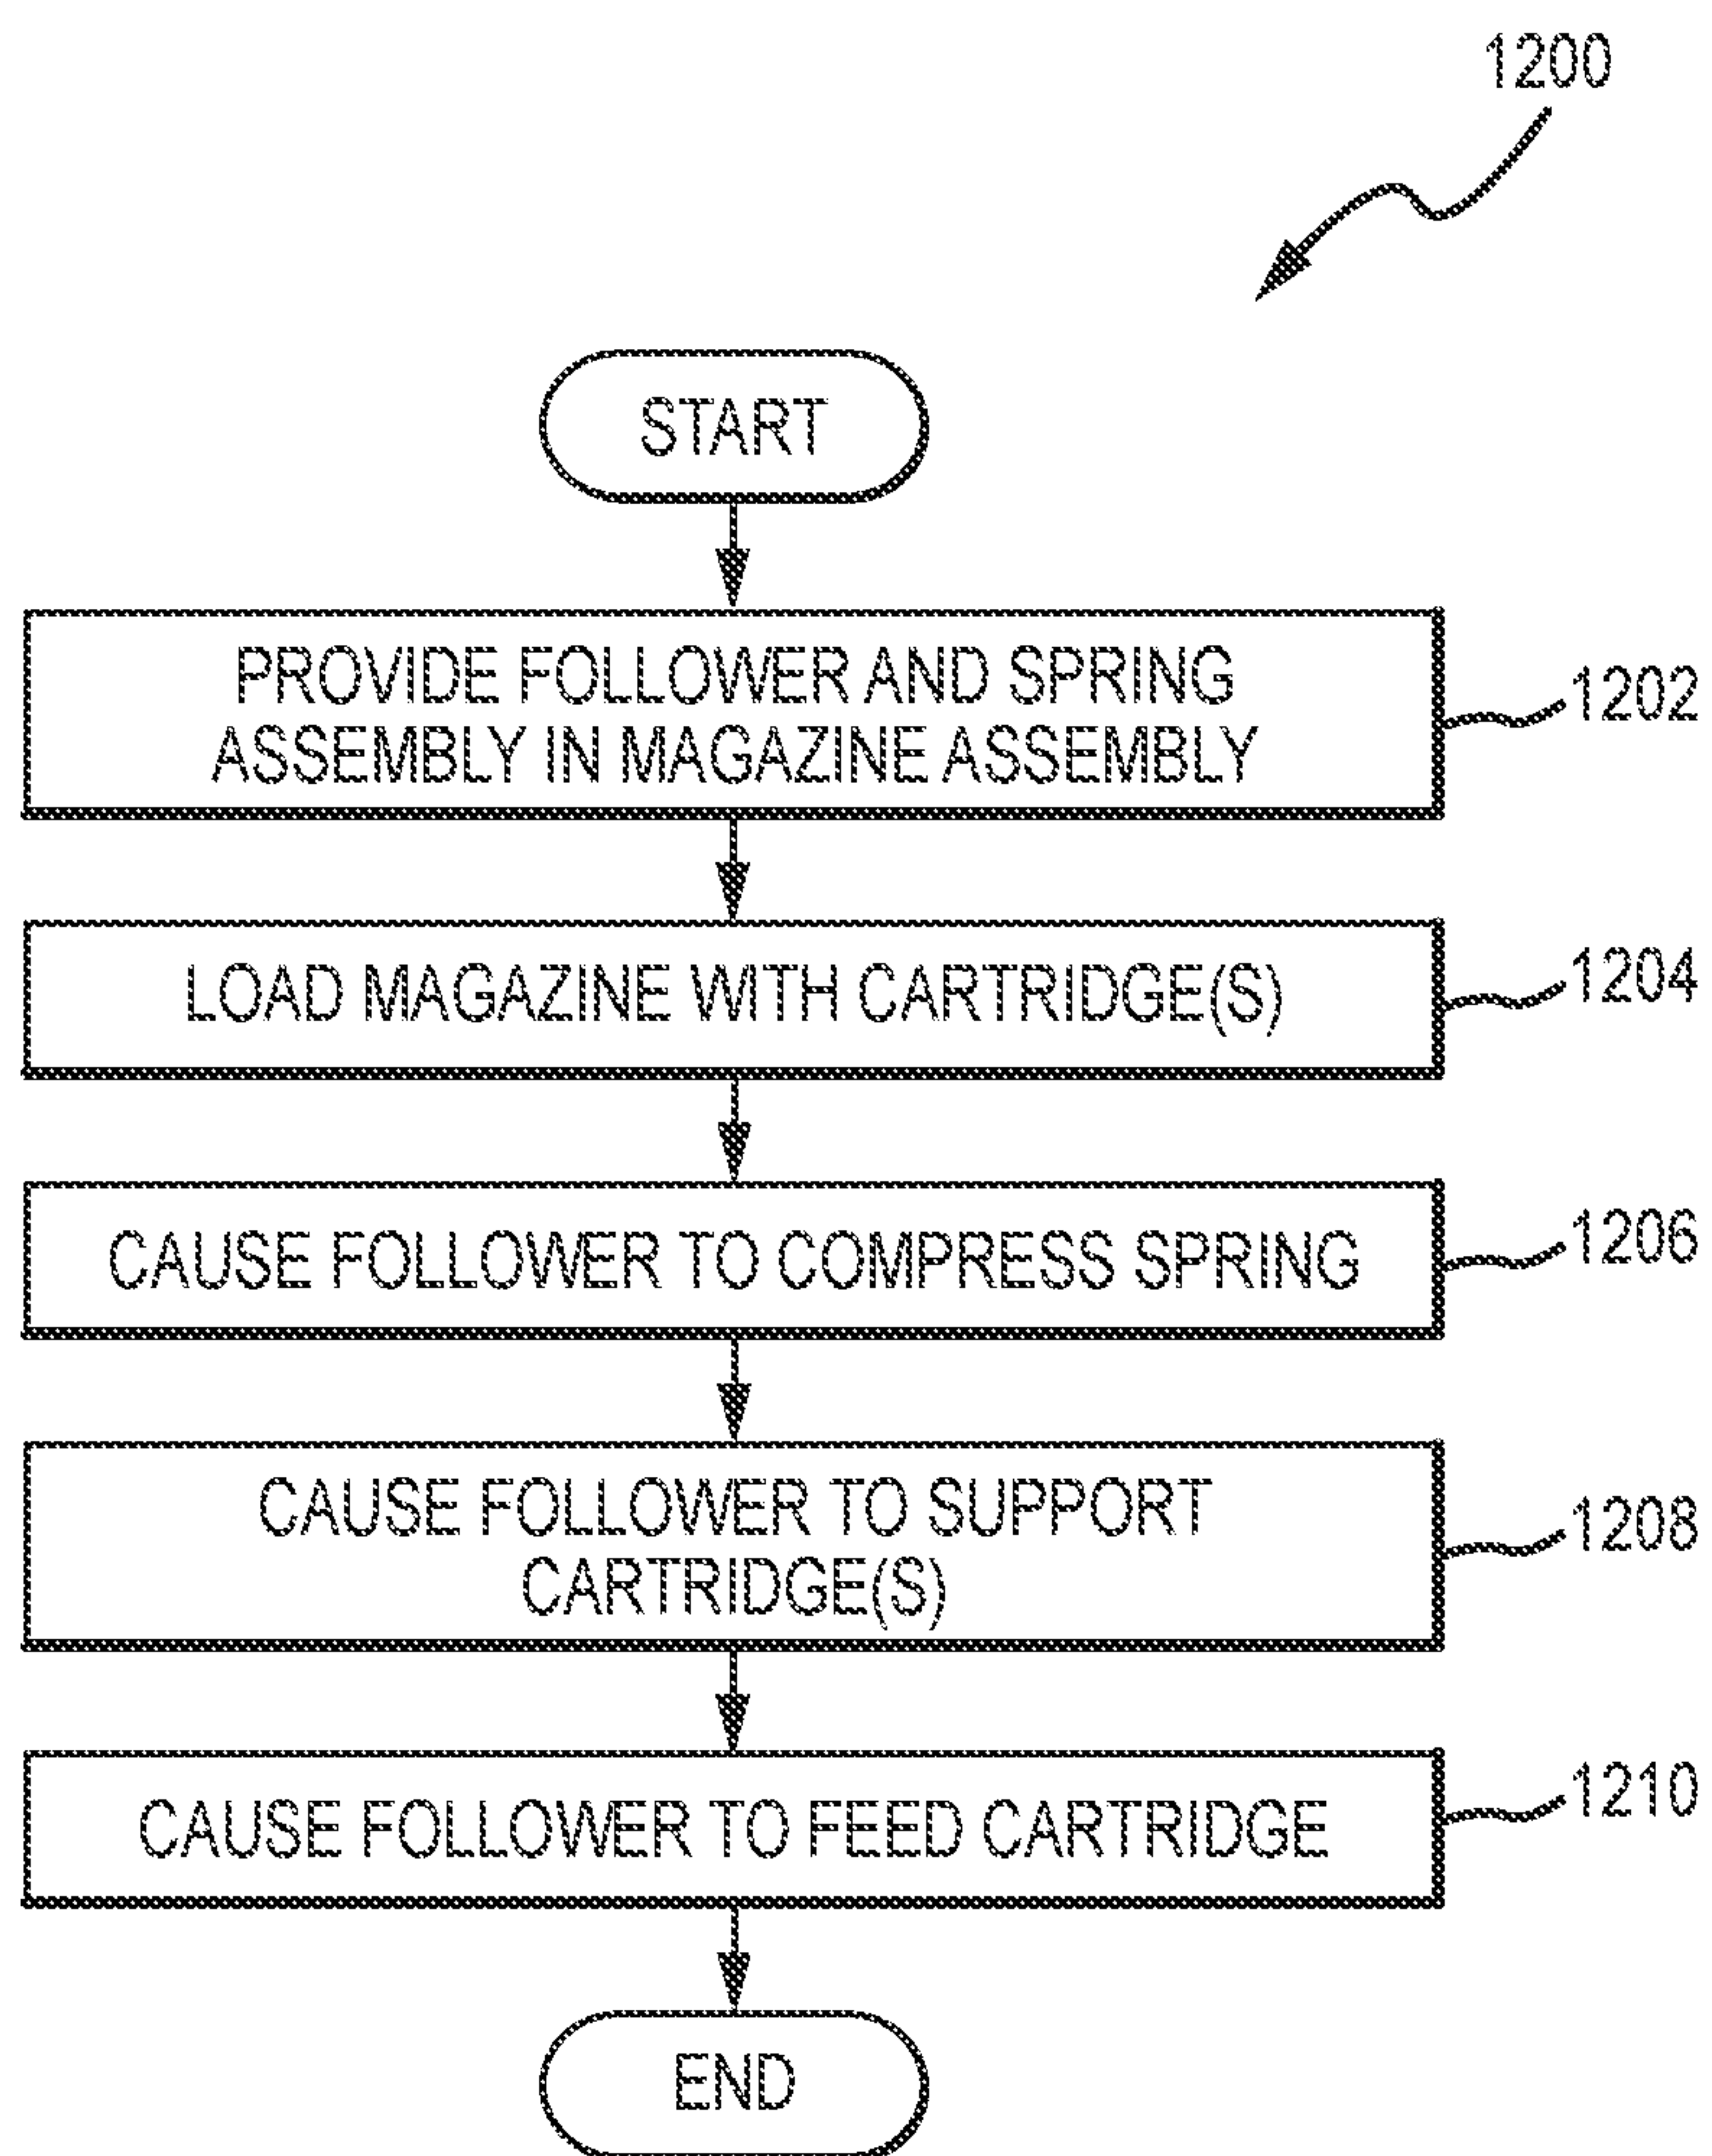 1200
START
PROVIDE FOLLOWER AND SPRING
ASSEMBLY IN MAGAZINE ASSEMBLY
1202
LOAD MAGAZINE WITH CARTRIDGE(S)
1204
CAUSE FOLLOWER TO COMPRESS SPRING
1206
CAUSE FOLLOWER TO SUPPORT
CARTRIDGE(S)
1208
CAUSE FOLLOWER TO FEED CARTRIDGE
1210
END